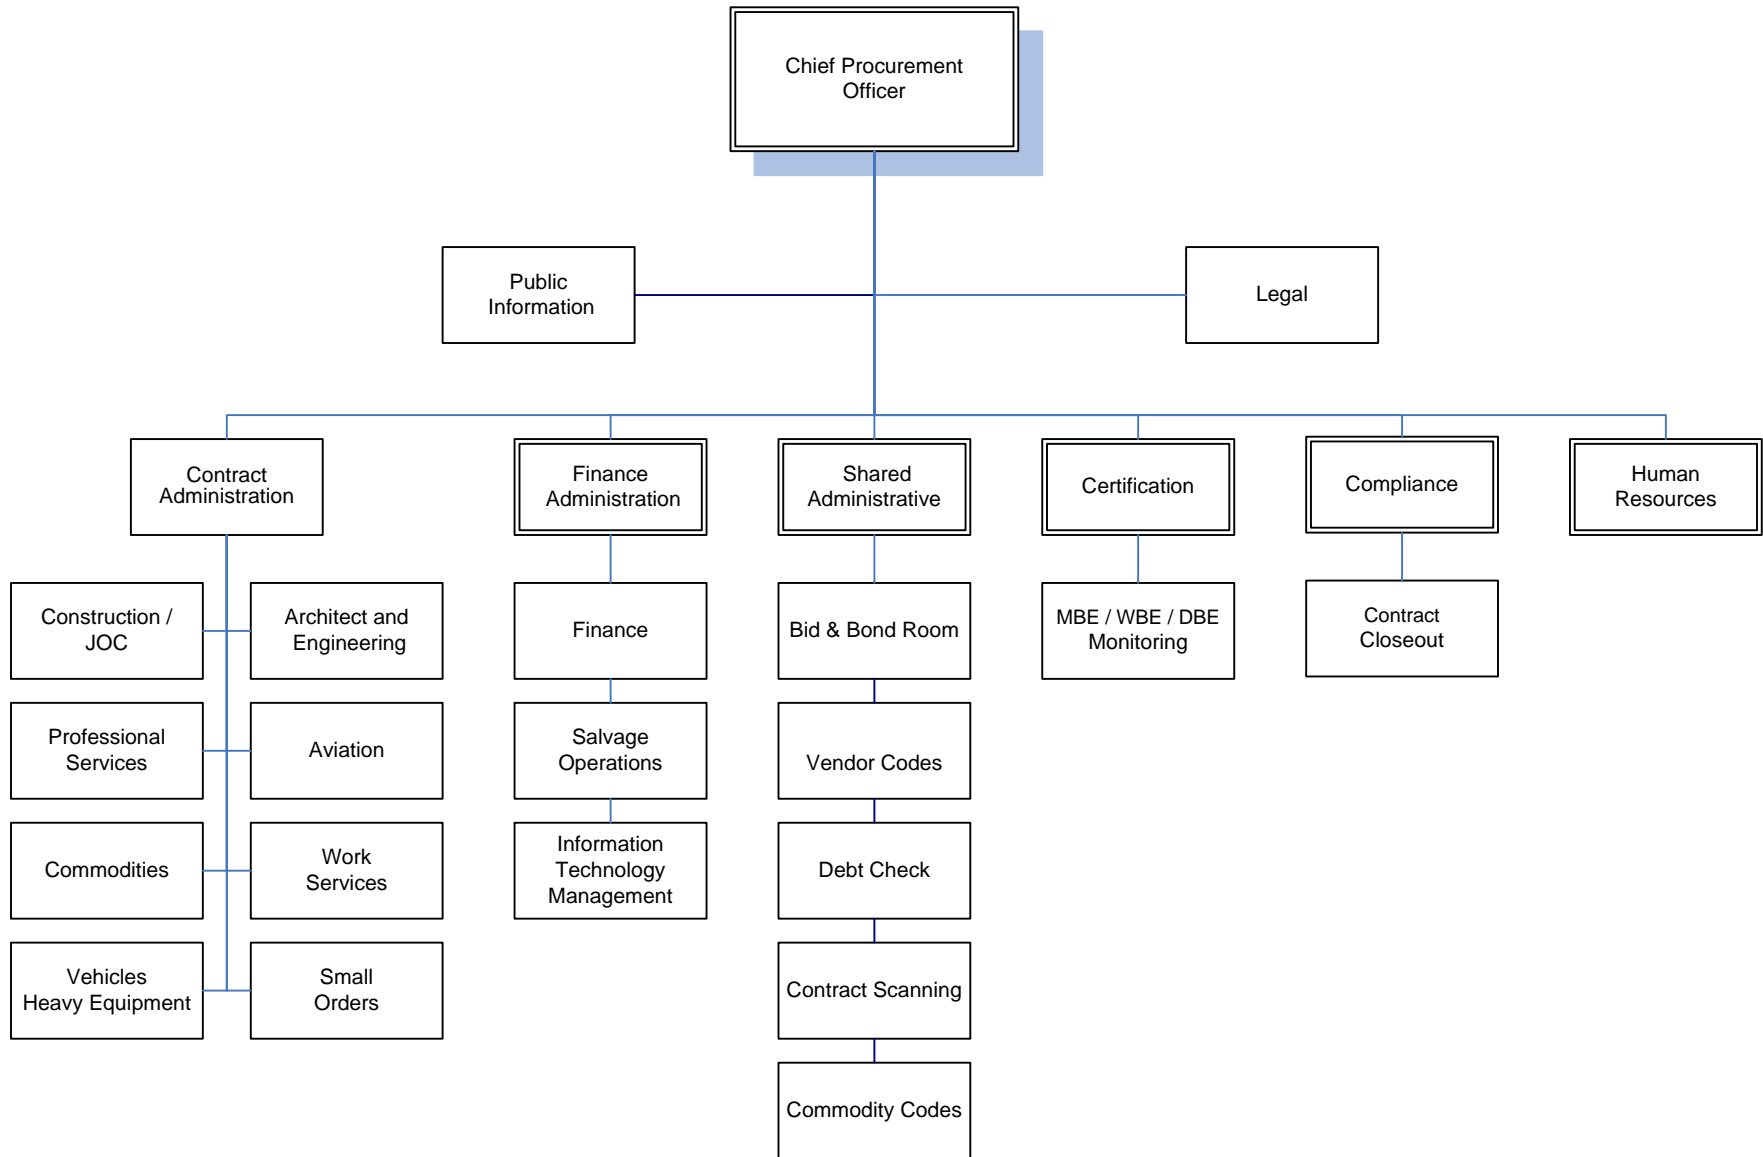 Chief Procurement
Officer
Public
Information
Legal
Contract
Administration
Finance
Administration
Shared
Administrative
Certification
Compliance
Human
Resources
Construction /
JOC
Architect and
Engineering
Finance
Bid & Bond Room
MBE / WBE / DBE
Monitoring
Contract
Closeout
Professional
Services
Aviation
Salvage
Operations
Vendor Codes
Commodities
Work
Services
Information
Technology
Management
Debt Check
Vehicles
Heavy Equipment
Small
Orders
Contract Scanning
Commodity Codes